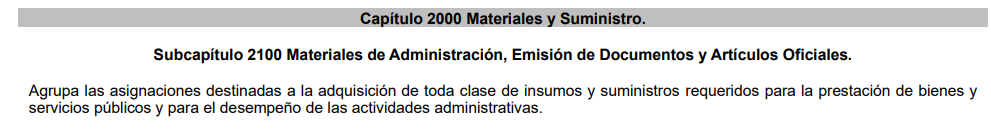 Capítulo 2000 Materiales y Suministro.
Subcapítulo 2100 Materiales de Administración, Emisión de Documentos y Artículos Oficiales.
Agrupa las asignaciones destinadas a la adquisición de toda clase de insumos y suministros requeridos para la prestación de bienes y
servicios públicos y para el desempeño de las actividades administrativas.